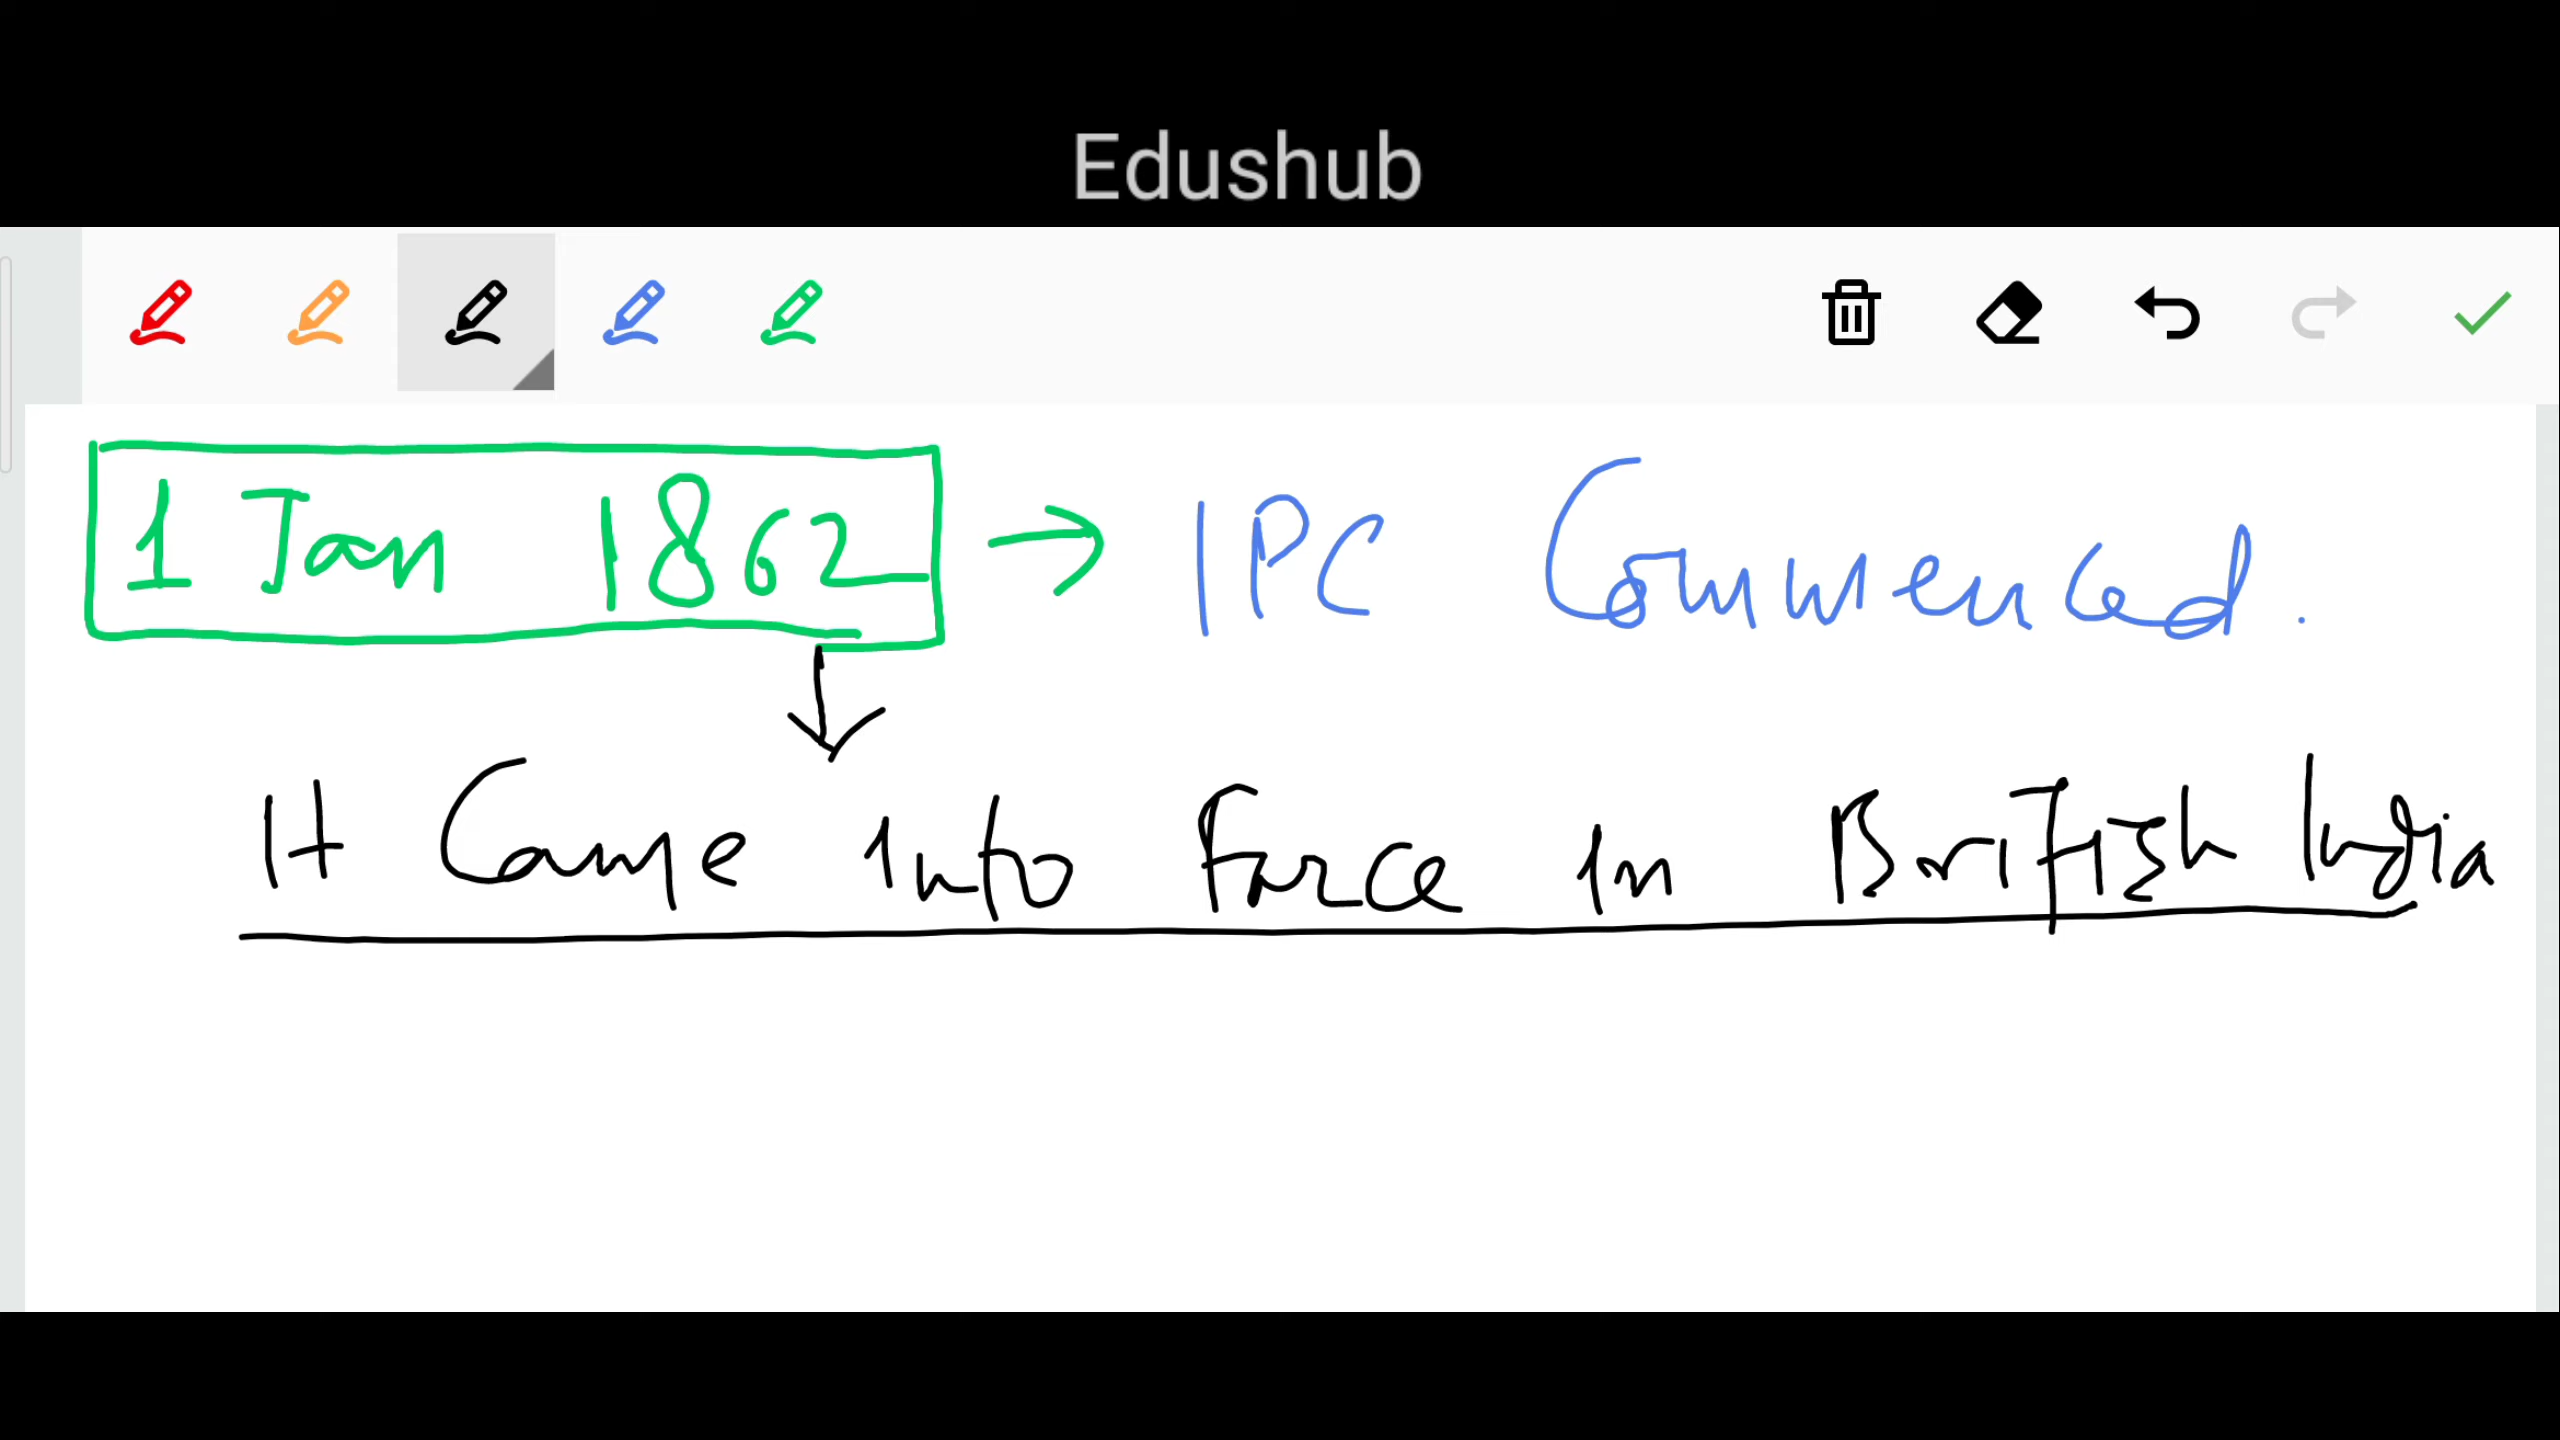 Edushub
1 Jan 1862 → IPC Commenced.
It Came into Force in British India